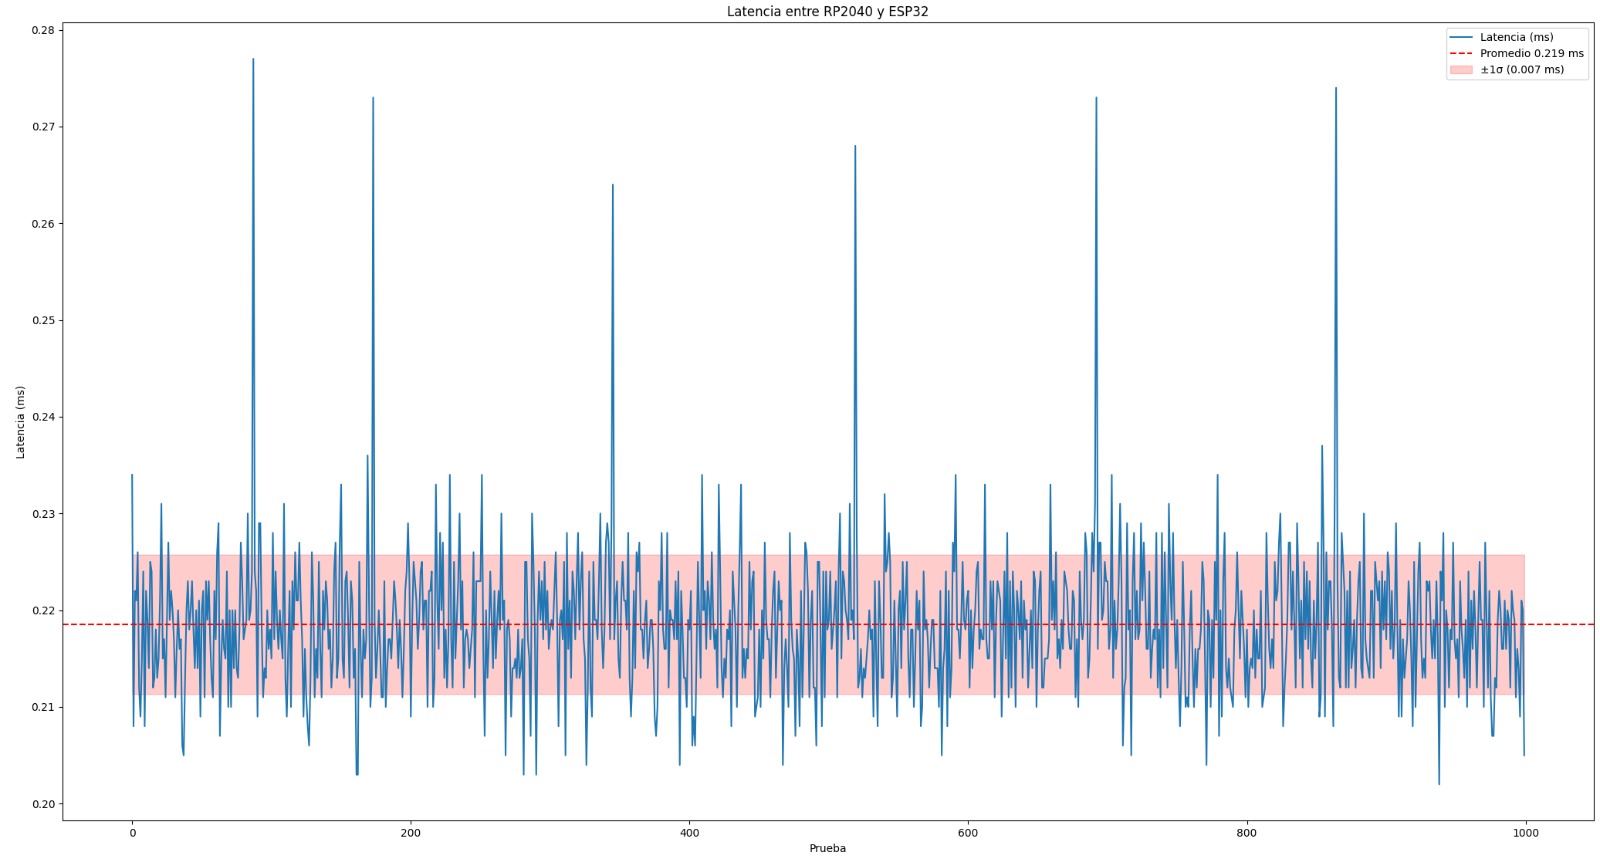 Latencia entre RP2040 y ESP32
Latencia (ms)
Promedio 0.219 ms
±1σ (0.007 ms)
0.28
0.27
0.26
0.25
0.24
0.23
0.22
0.21
0.20
Latencia (ms)
0
200
400
600
800
1000
Prueba